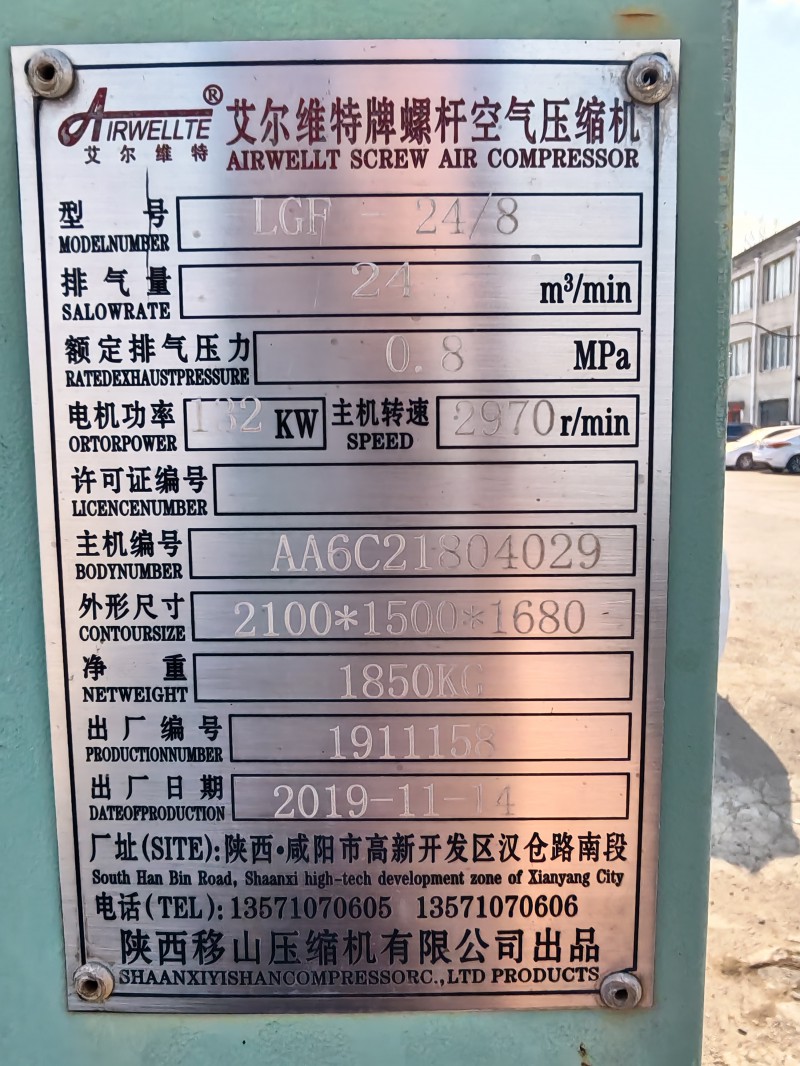 AIRWELLTE® 艾尔维特牌螺杆空气压缩机
艾尔维特 AIRWELLT SCREW AIR COMPRESSOR
型 号 LGF - 24/8
MODELNUMBER
排气量 24 m³/min
SALOWRATE
额定排气压力 0.8 MPa
RATEDEXHAUSTPRESSURE
电机功率 132 KW 主机转速 2970 r/min
ORTORPOWER SPEED
许可证编号
LICENCENUMBER
主机编号 AA6C21804029
BODYNUMBER
外形尺寸 2100*1500*1680
CONTOURSIZE
净 重 1850KG
NETWEIGHT
出厂编号 1911158
PRODUCTIONNUMBER
出厂日期 2019-11-14
DATEOFPRODUCTION
厂址(SITE):陕西·咸阳市高新开发区汉仓路南段
South Han Bin Road, Shaanxi high-tech development zone of Xianyang City
电话(TEL):13571070605 13571070606
陕西移山压缩机有限公司出品
SHAANXIYISHANCOMPRESSORC.,LTD PRODUCTS